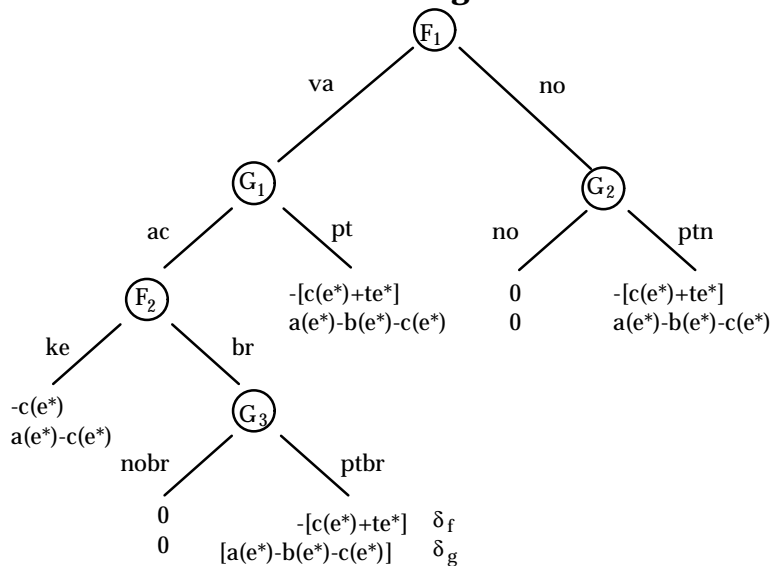 F₁
va
no
G₁
G₂
ac
pt
no
ptn
F₂
-[c(e*)+te*]
a(e*)-b(e*)-c(e*)
0
0
-[c(e*)+te*]
a(e*)-b(e*)-c(e*)
ke
br
-c(e*)
a(e*)-c(e*)
G₃
nobr
ptbr
0
0
-[c(e*)+te*] δf
[a(e*)-b(e*)-c(e*)] δg